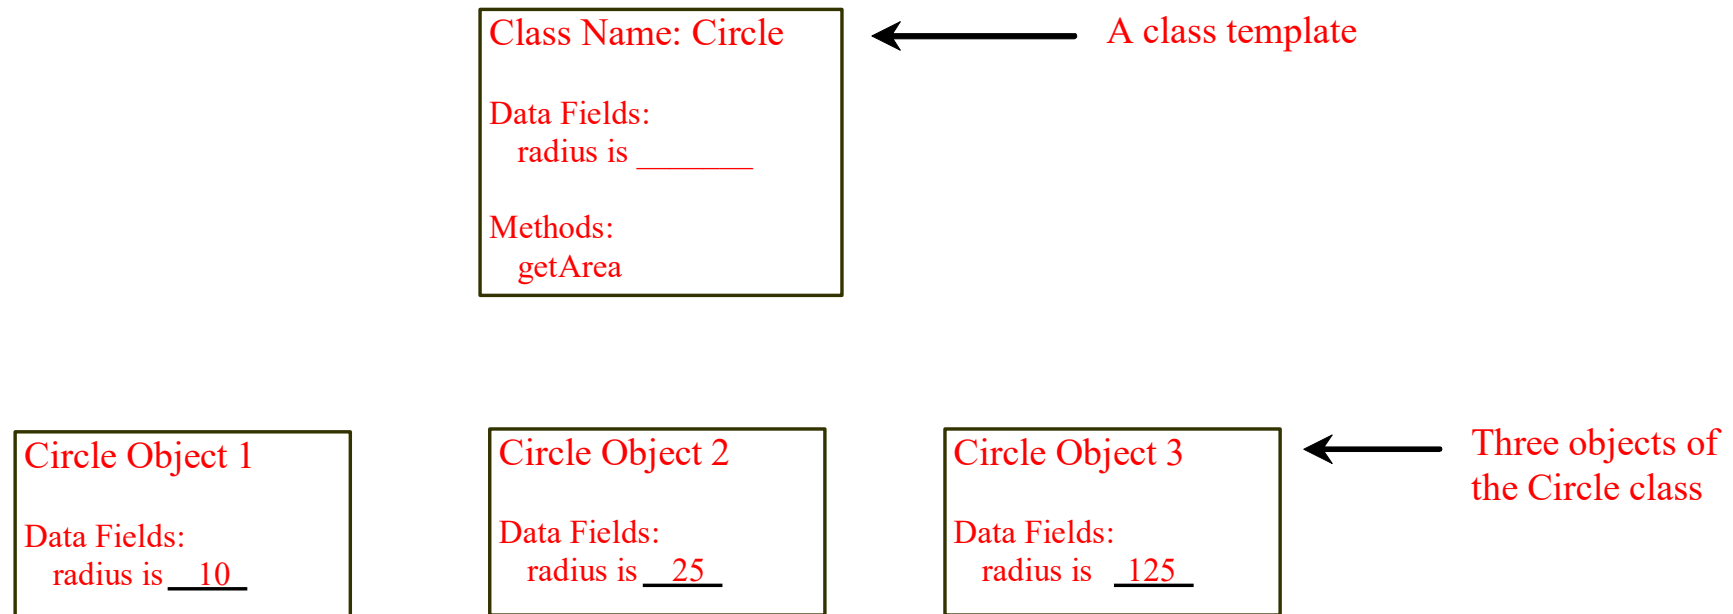 Class Name: Circle
A class template
Data Fields:
radius is _______
Methods:
getArea
Circle Object 1
Data Fields:
radius is 10
Circle Object 2
Data Fields:
radius is 25
Circle Object 3
Data Fields:
radius is 125
Three objects of
the Circle class